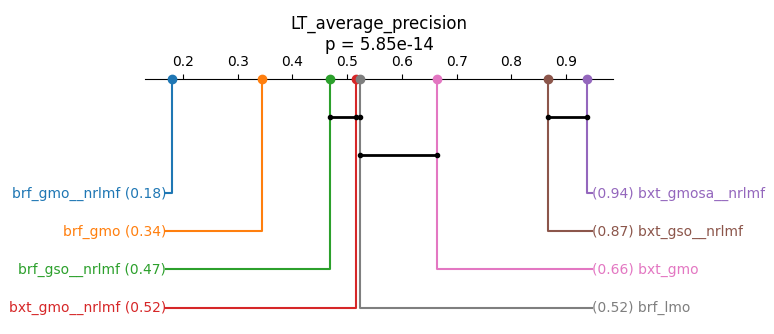 LT_average_precision
p = 5.85e-14
0.2 0.3 0.4 0.5 0.6 0.7 0.8 0.9
brf_gmo__nrlmf (0.18)
(0.94) bxt_gmosa__nrlmf
brf_gmo (0.34)
(0.87) bxt_gso__nrlmf
brf_gso__nrlmf (0.47)
(0.66) bxt_gmo
bxt_gmo__nrlmf (0.52)
(0.52) brf_lmo